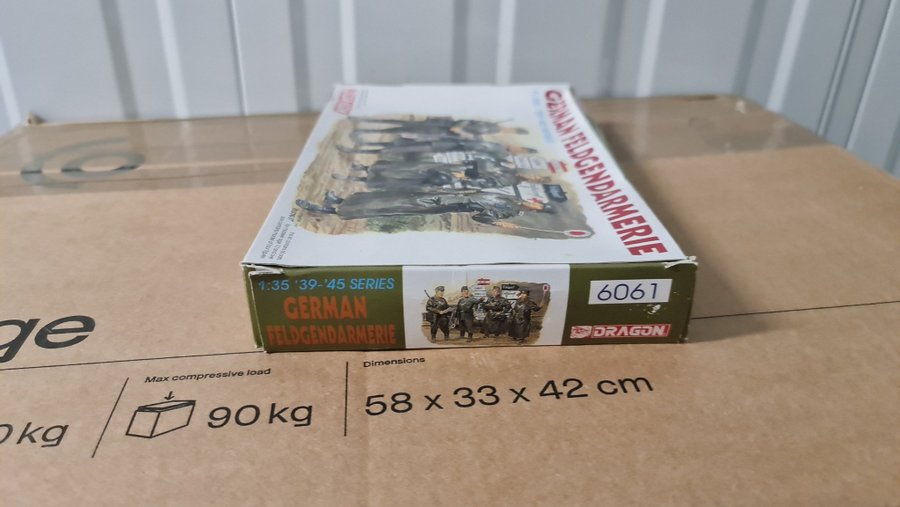 GERMAN FELDGENDARMERIE
1:35 '39-'45 SERIES
GERMAN
FELDGENDARMERIE
6061
DRAGON
ge
Max compressive load
90 kg
0 kg
Dimensions
58 x 33 x 42 cm